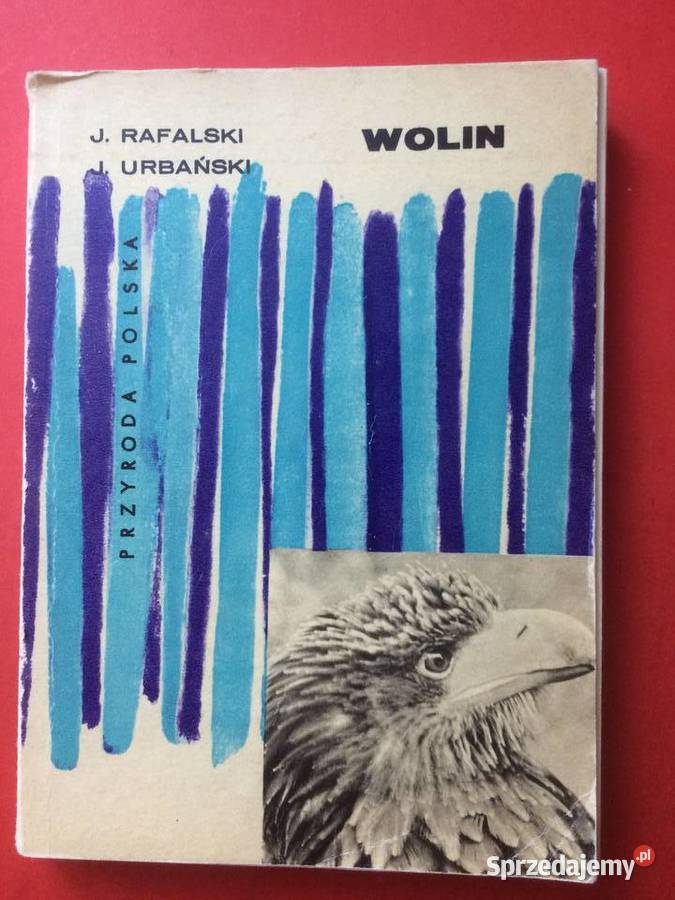 J. RAFALSKI
J. URBAŃSKI
WOLIN
PRZYRODA POLSKA
Sprzedajemy.pl